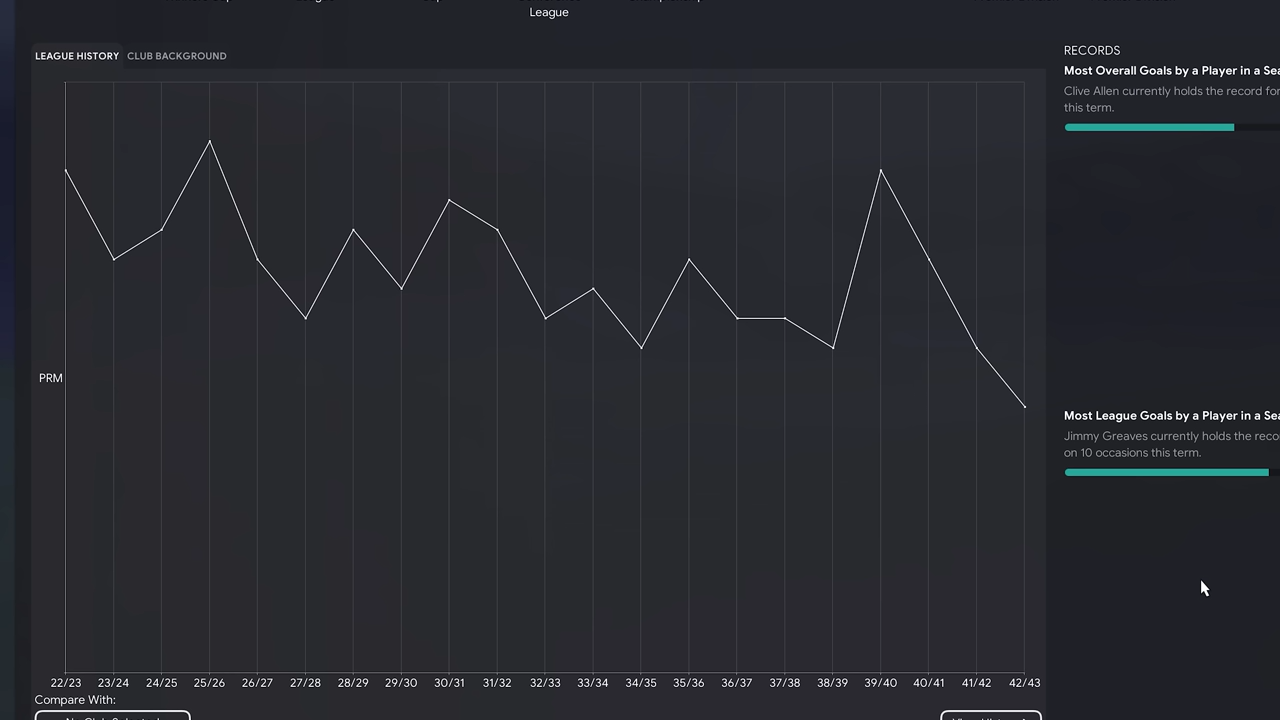 League
LEAGUE HISTORY CLUB BACKGROUND
PRM
22/23 23/24 24/25 25/26 26/27 27/28 28/29 29/30 30/31 31/32 32/33 33/34 34/35 35/36 36/37 37/38 38/39 39/40 40/41 41/42 42/43
Compare With:
RECORDS
Most Overall Goals by a Player in a
Clive Allen currently holds the record for
this term.
Most League Goals by a Player in a
Jimmy Greaves currently holds the
on 10 occasions this term.